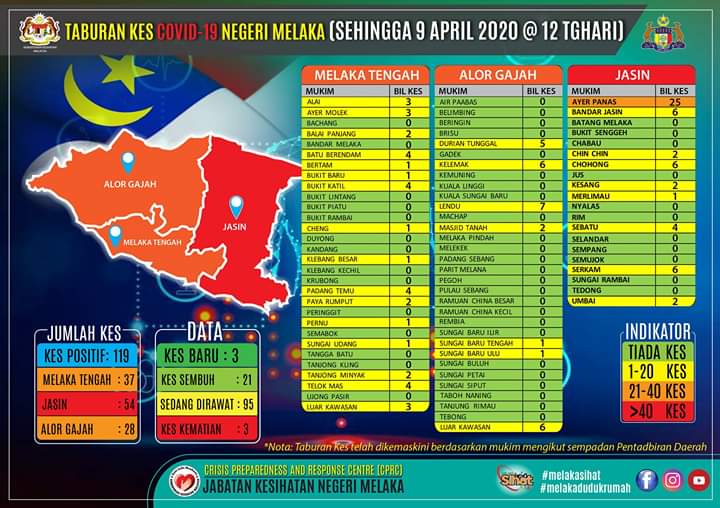 TABURAN KES COVID-19 NEGERI MELAKA (SEHINGGA 9 APRIL 2020 @ 12 TGHARI)
MELAKA TENGAH
MUKIM BIL KES
ALAI 3
AYER MOLEK 3
BACHANG 0
BALAI PANJANG 2
BANDAR MELAKA 0
BATU BERENDAM 4
BERTAM 1
BUKIT BARU 1
BUKIT KATIL 4
BUKIT LINTANG 0
BUKIT PIATU 0
BUKIT RAMBAI 0
CHENG 1
DUYONG 0
KANDANG 0
KLEBANG BESAR 1
KLEBANG KECHIL 0
KRUBONG 0
PADANG TEMU 4
PAYA RUMPUT 2
PERINGGIT 0
PERNU 1
SEMABOK 0
SUNGAI UDANG 1
TANGGA BATU 0
TANJONG KLING 0
TANJONG MINYAK 2
TELOK MAS 4
UJONG PASIR 0
LUAR KAWASAN 3
ALOR GAJAH
MUKIM BIL KES
AIR PAABAS 0
BELIMBING 0
BERINGIN 0
BRISU 0
DURIAN TUNGGAL 5
GADEK 0
KELEMAK 6
KEMUNING 0
KUALA LINGGI 0
KUALA SUNGAI BARU 0
LENDU 7
MACHAP 0
MASJID TANAH 2
MELAKA PINDAH 0
MELEKEK 0
PADANG SEBANG 0
PARIT MELANA 0
PEGOH 0
PULAU SEBANG 0
RAMUAN CHINA BESAR 0
RAMUAN CHINA KECIL 0
REMBIA 0
SUNGAI BARU ILIR 0
SUNGAI BARU TENGAH 1
SUNGAI BARU ULU 1
SUNGAI BULUH 0
SUNGAI PETAI 0
SUNGAI SIPUT 0
TABOH NANING 0
TANJUNG RIMAU 0
TEBONG 0
LUAR KAWASAN 6
JASIN
MUKIM BIL KES
AYER PANAS 25
BANDAR JASIN 6
BATANG MELAKA 0
BUKIT SENGGEH 0
CHABAU 0
CHIN CHIN 2
CHOHONG 6
JUS 0
KESANG 2
MERLIMAU 1
NYALAS 0
RIM 0
SEBATU 4
SELANDAR 0
SEMPANG 0
SEMUJOK 0
SERKAM 6
SUNGAI RAMBAI 0
TEDONG 0
UMBAI 2
ALOR GAJAH
MELAKA TENGAH
JASIN
JUMLAH KES
KES POSITIF: 119
MELAKA TENGAH : 37
JASIN : 54
ALOR GAJAH : 28
DATA
KES BARU : 3
KES SEMBUH : 21
SEDANG DIRAWAT : 95
KES KEMATIAN : 3
INDIKATOR
TIADA KES
1-20 KES
21-40 KES
>40 KES
*Nota: Taburan Kes telah dikemaskini berdasarkan mukim mengikut sempadan Pentadbiran Daerah
CRISIS PREPAREDNESS AND RESPONSE CENTRE (CPRC)
JABATAN KESIHATAN NEGERI MELAKA
#melakasihat
#melakadudukrumah